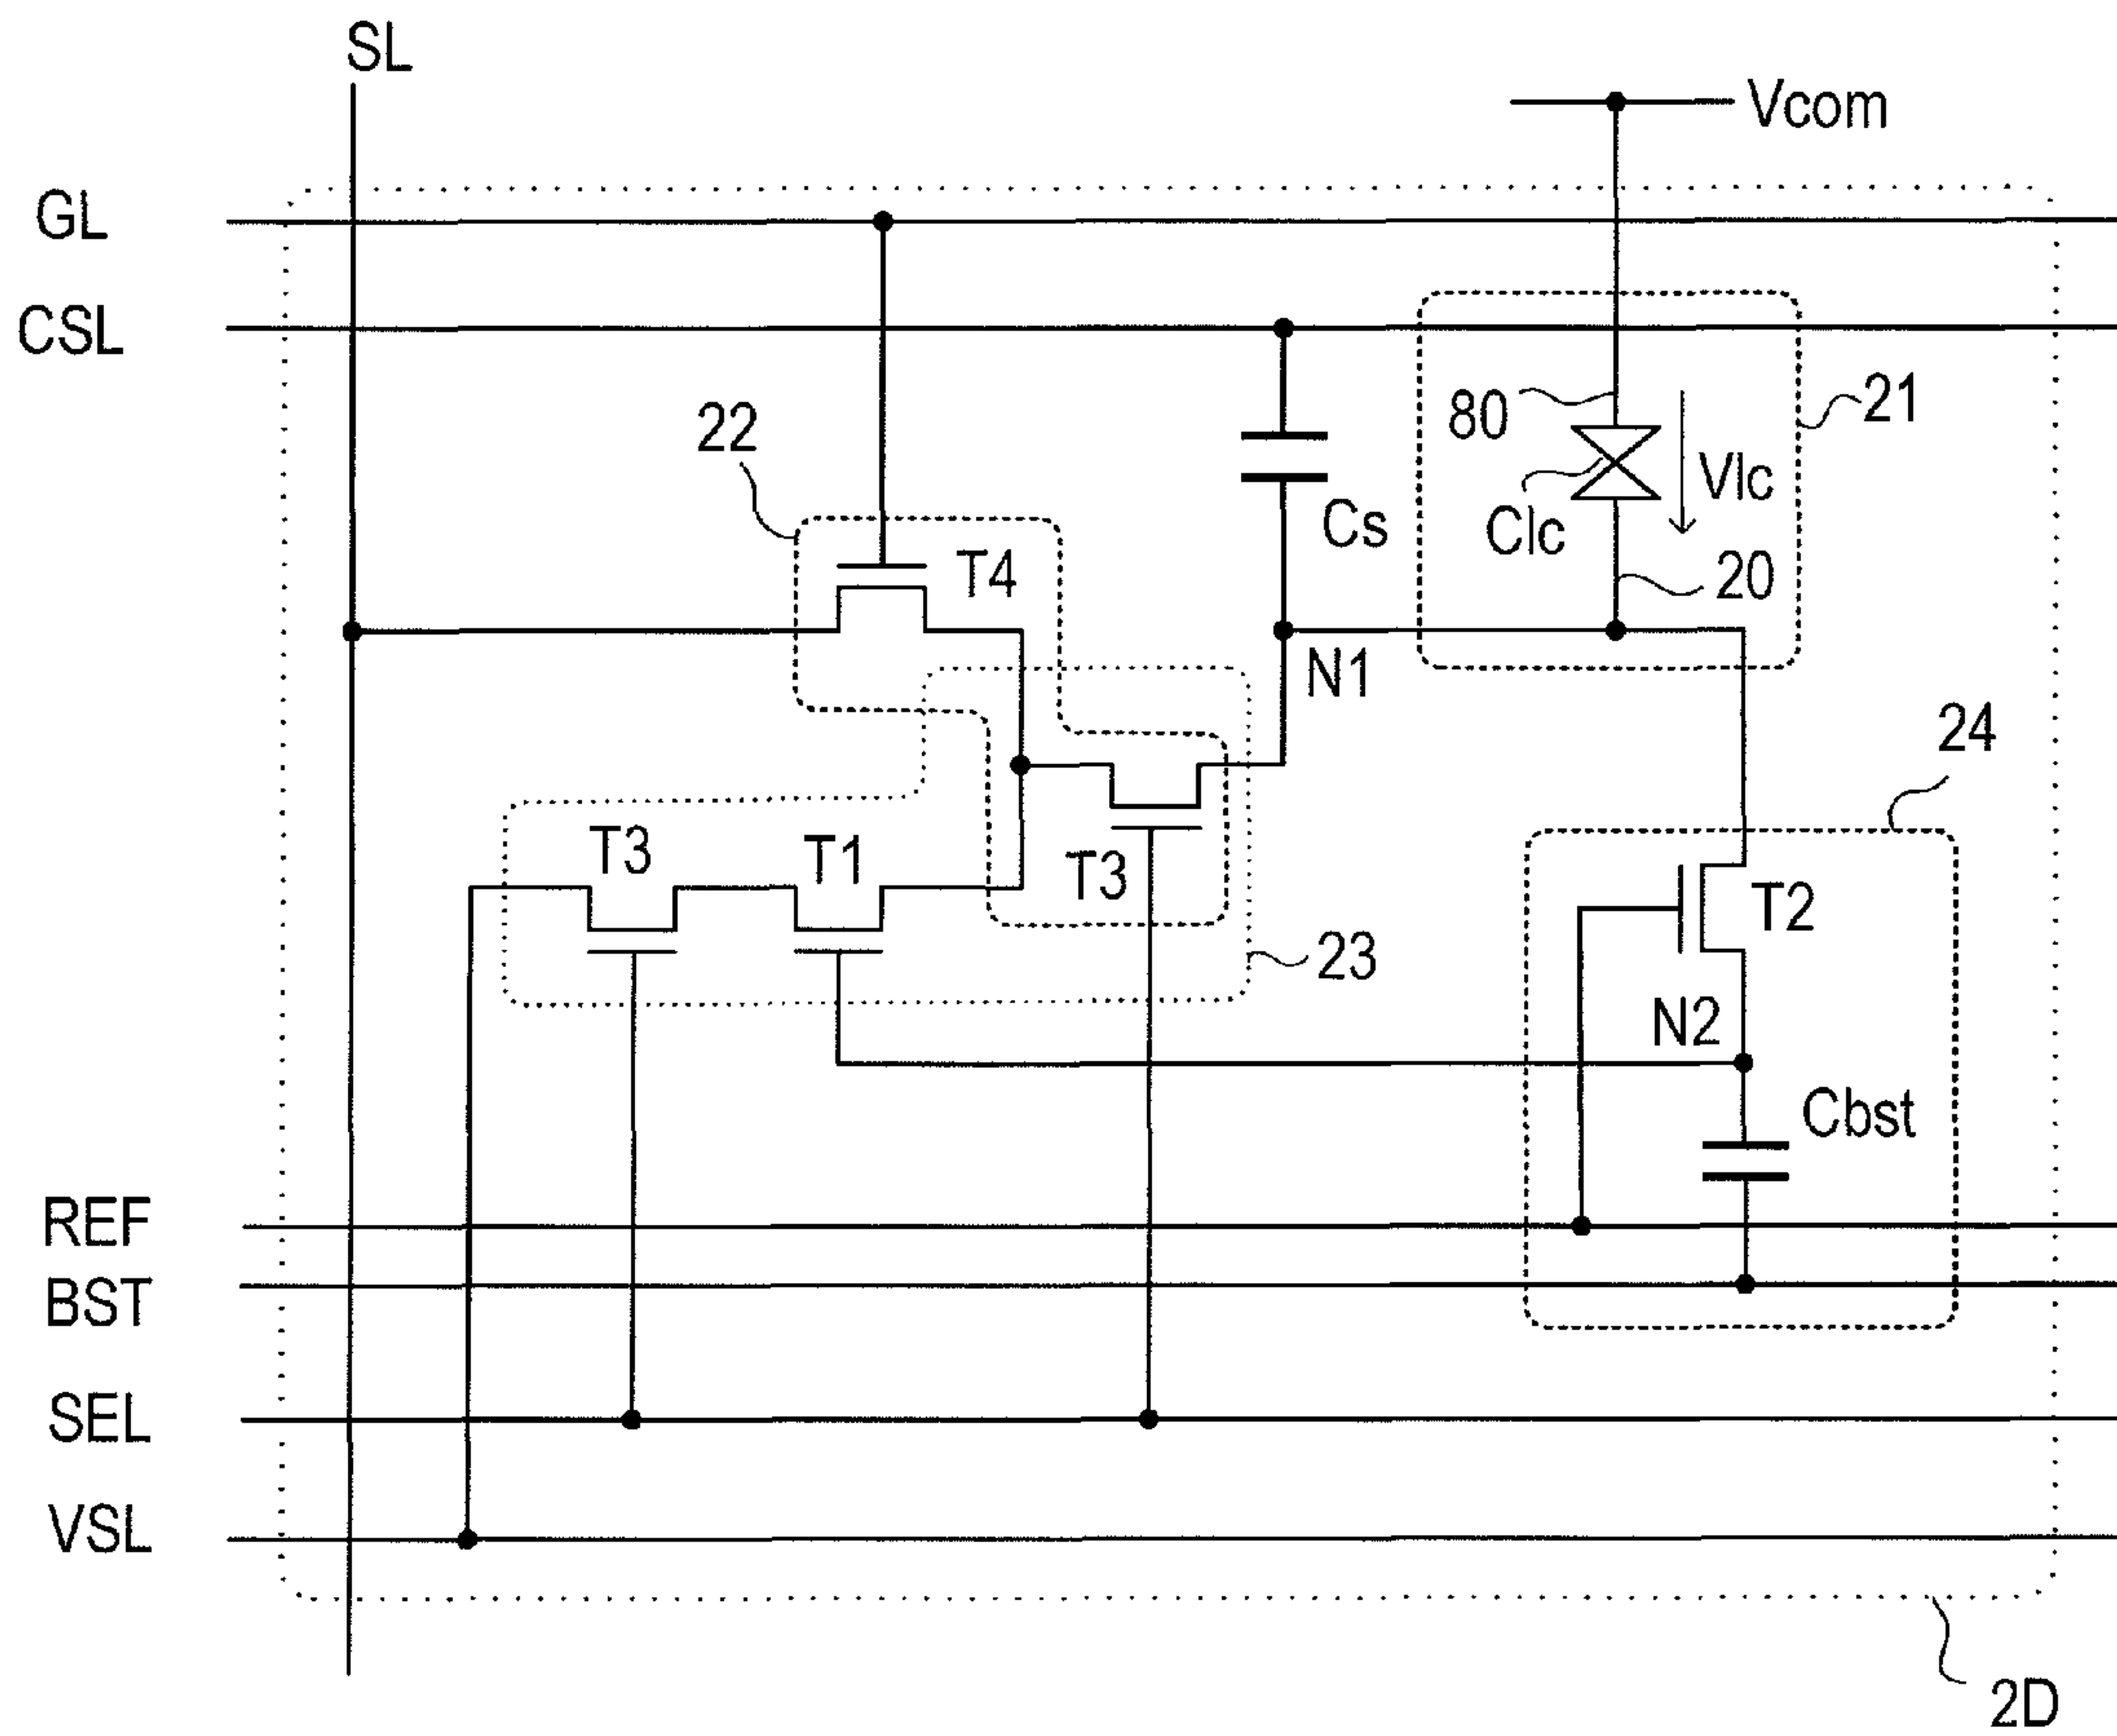 SL
Vcom
GL
CSL
22
80
21
Vlc
Cs
Clc
T4
20
N1
24
T3
T1
T3
T2
23
N2
Cbst
REF
BST
SEL
VSL
2D